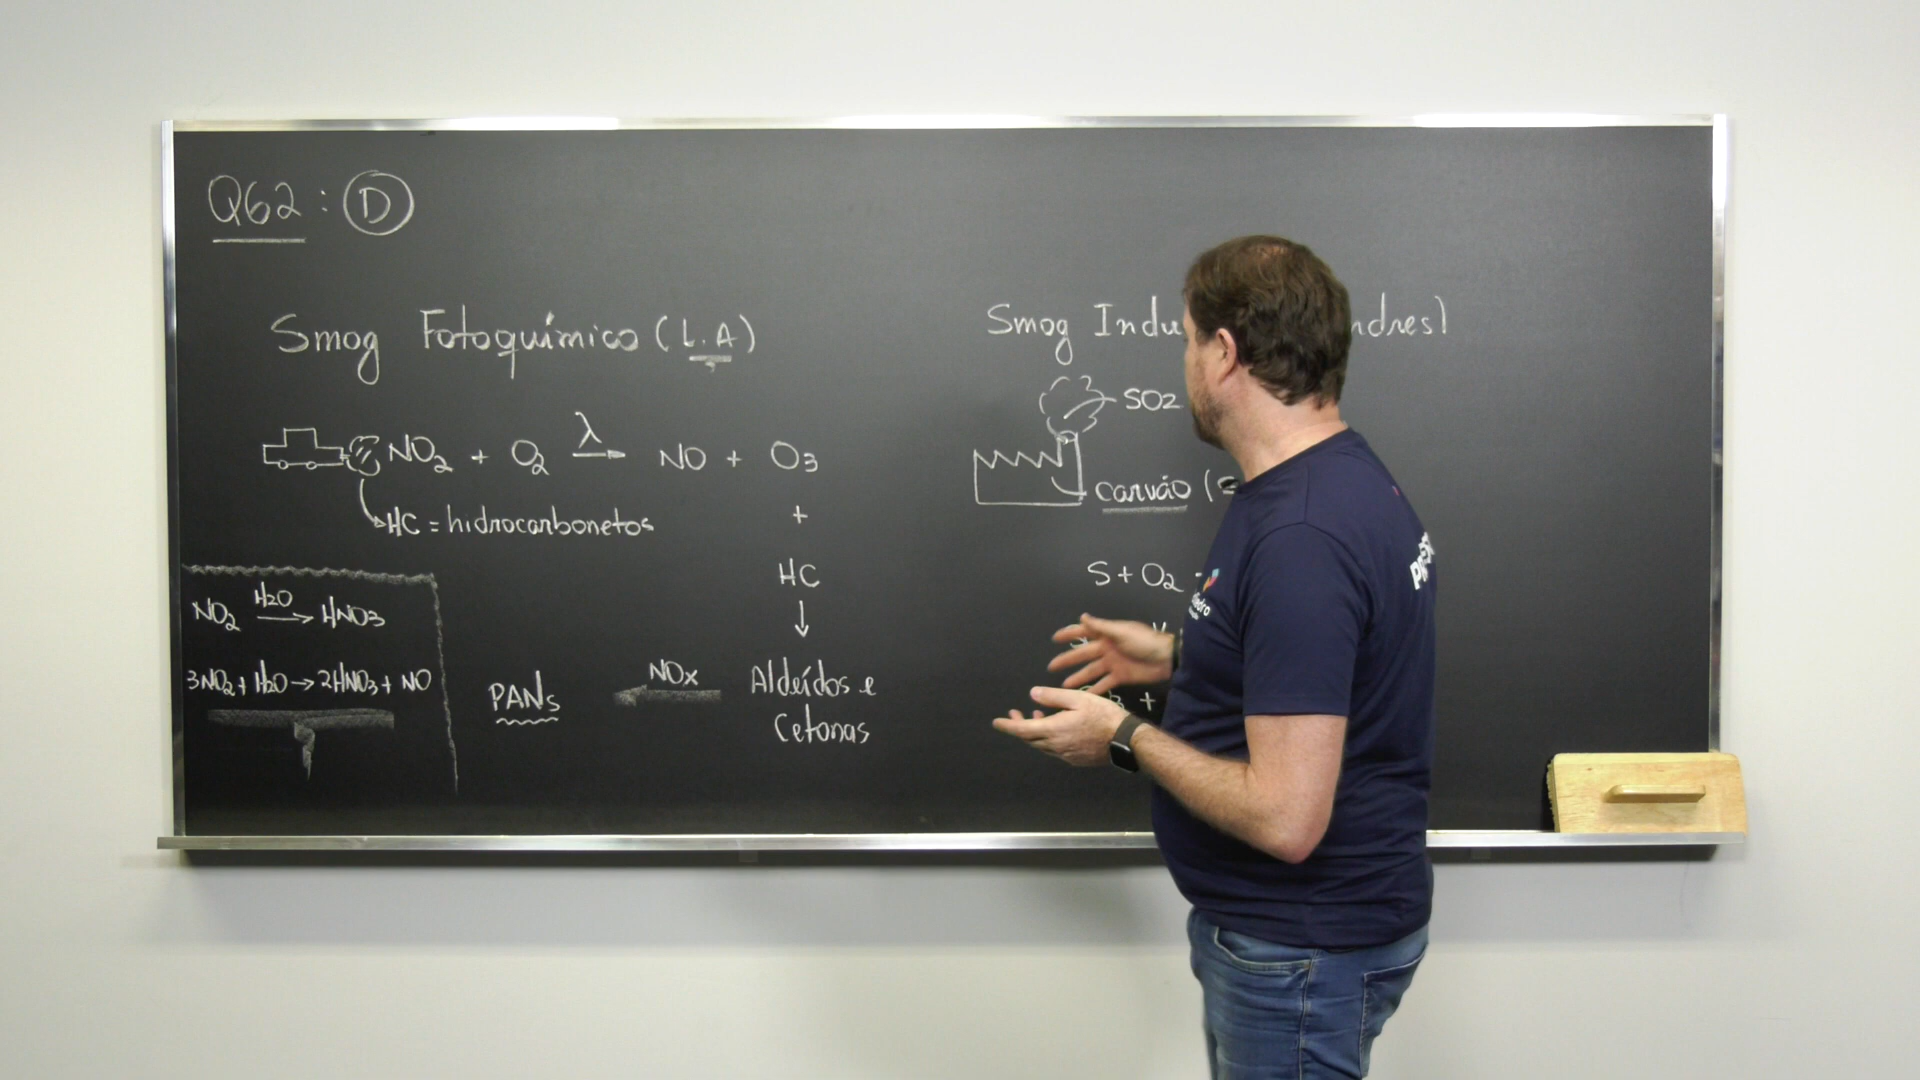 Q62 : D
Smog Fotoquímico (L.A)
NO2 + O2 λ→ NO + O3
HC = hidrocarbonetos
+
HC
↓
Aldeídos e
Cetonas
NOx
PANs
NO2 H2O→ HNO3
3NO2 + H2O → 2HNO3 + NO
Smog
SO2
carvão (
S + O2